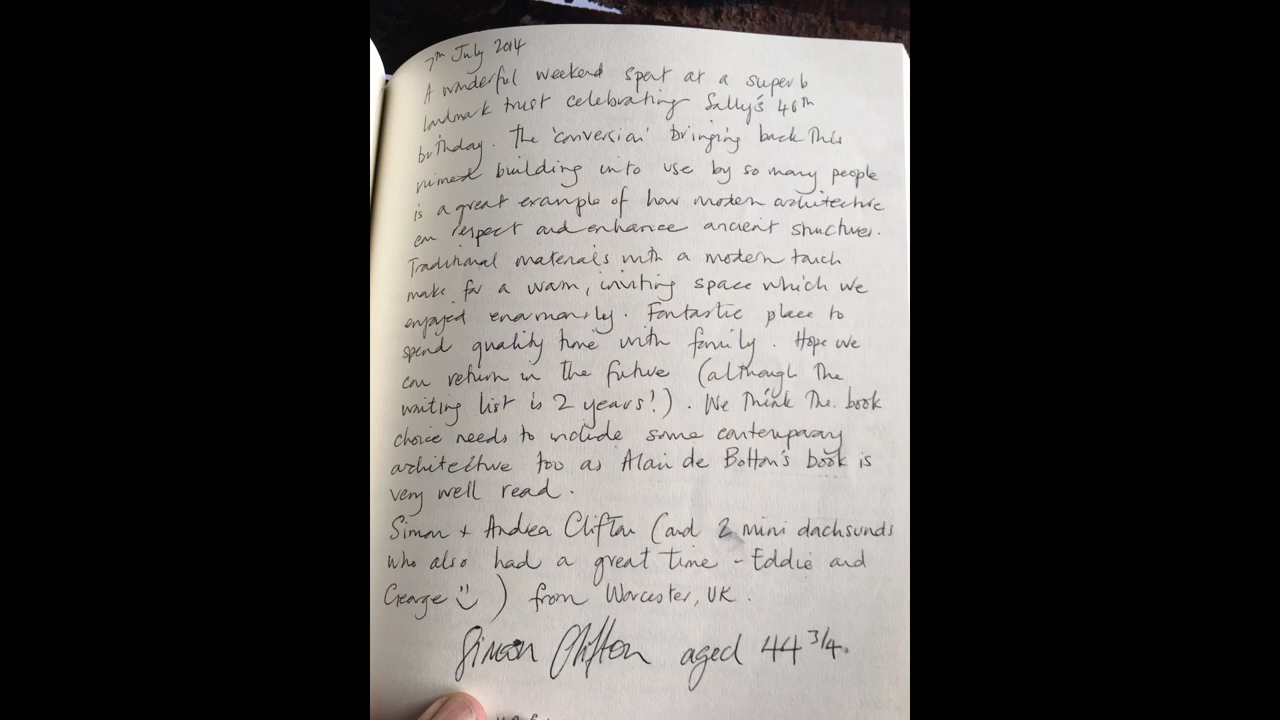 7th July 2014
A wonderful weekend spent at a superb
landmark trust celebrating Sally's 40th
birthday. The 'conversion' bringing back this
ruined building into use by so many people
is a great example of how modern architecture
can respect and enhance ancient structures.
Traditional materials with a modern touch
make for a warm, inviting space which we
enjoyed enormously. Fantastic place to
spend quality time with family. Hope we
can return in the future (although the
waiting list is 2 years!). We think the book
choice needs to include some contemporary
architecture too as Alain de Botton's book is
very well read.
Simon + Andrea Clifton (and 2 mini dachsunds
who also had a great time - Eddie and
George ) from Worcester, UK.
Simon Clifton aged 44 3/4.